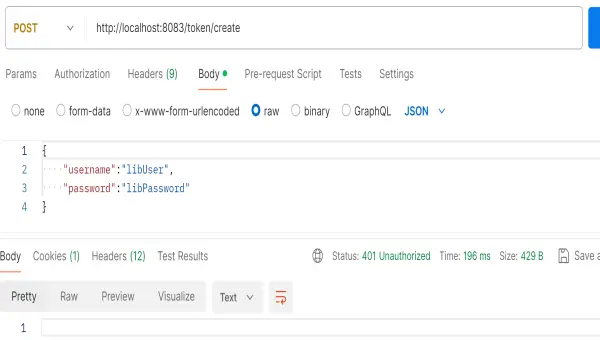 POST http://localhost:8083/token/create
Params Authorization Headers (9) Body Pre-request Script Tests Settings
none form-data x-www-form-urlencoded raw binary GraphQL JSON
1 {
2 "username":"libUser",
3 "password":"libPassword"
4 }
Body Cookies (1) Headers (12) Test Results Status: 401 Unauthorized Time: 196 ms Size: 429 B Save a
Pretty Raw Preview Visualize Text
1